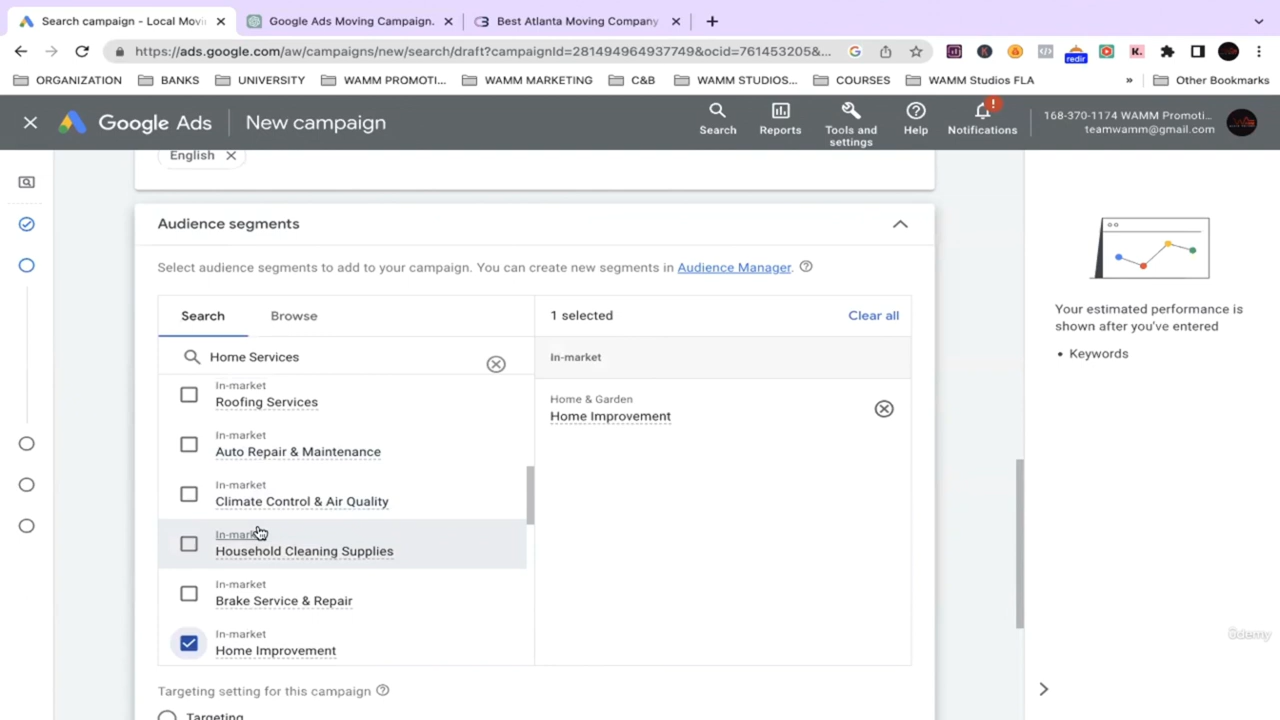 Search campaign - Local Movi
Google Ads Moving Campaign.
Best Atlanta Moving Company
https://ads.google.com/aw/campaigns/new/search/draft?campaignId=281494964937749&ocid=761453205&...
redir
K.
ORGANIZATION
BANKS
UNIVERSITY
WAMM PROMOTI...
WAMM MARKETING
C&B
WAMM STUDIOS...
COURSES
WAMM Studios FLA
»
Other Bookmarks
Google Ads
New campaign
Search
Reports
Tools and
settings
Help
Notifications
168-370-1174 WAMM Promoti...
teamwamm@gmail.com
English
Audience segments
Select audience segments to add to your campaign. You can create new segments in Audience Manager.
Search
Browse
1 selected
Clear all
Home Services
In-market
Roofing Services
In-market
Auto Repair & Maintenance
In-market
Climate Control & Air Quality
In-market
Household Cleaning Supplies
In-market
Brake Service & Repair
In-market
Home Improvement
In-market
Home & Garden
Home Improvement
Targeting setting for this campaign
Targeting
Your estimated performance is
shown after you've entered
• Keywords
ûdemy